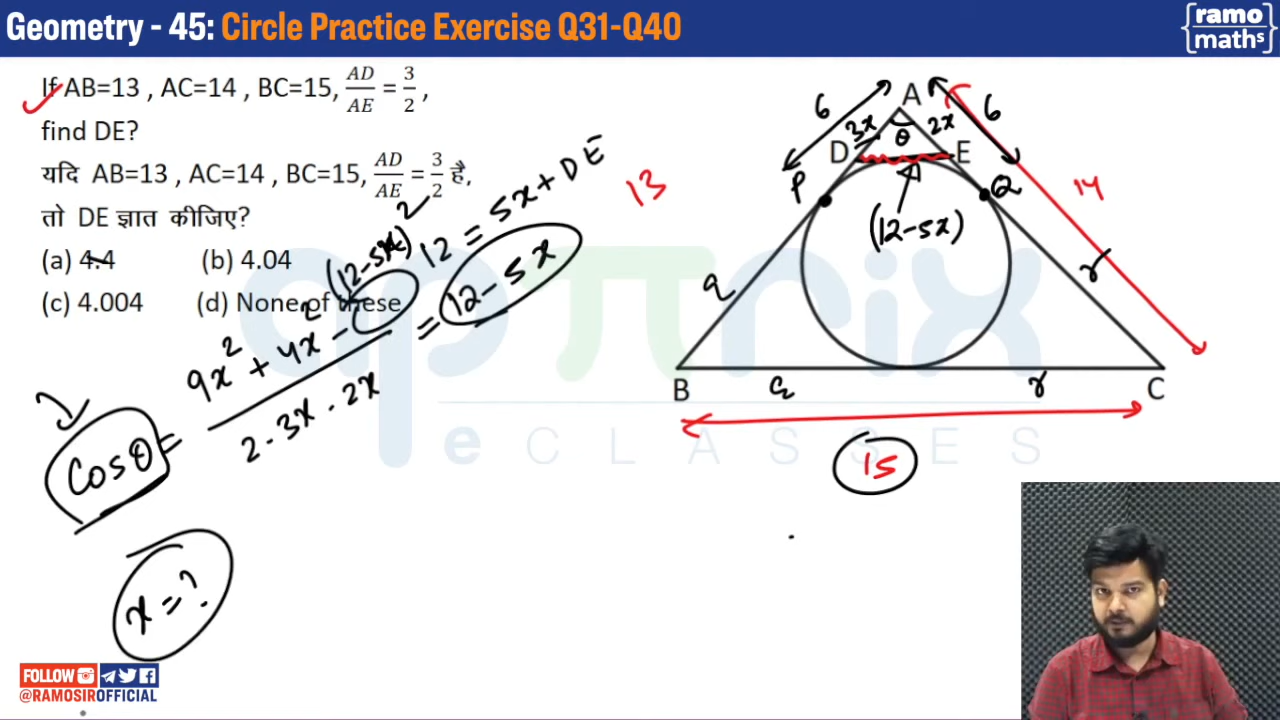 Geometry - 45: Circle Practice Exercise Q31-Q40
{ramo maths}
If AB=13 , AC=14 , BC=15, AD/AE = 3/2 ,
find DE?
यदि AB=13 , AC=14 , BC=15, AD/AE = 3/2 है,
तो DE ज्ञात कीजिए?
(a) 4.4 (b) 4.04
(c) 4.004 (d) None of these
12 = 5x + DE
= 12 - 5x
Cosθ = 9x² + 4x² - (12-5x)² / 2 · 3x · 2x
x = ?
13
A
6
6
3x
2x
θ
D
E
P
Q
(12-5x)
14
r
B
C
r
15
eCLASSES
FOLLOW
@RAMOSIROFFICIAL